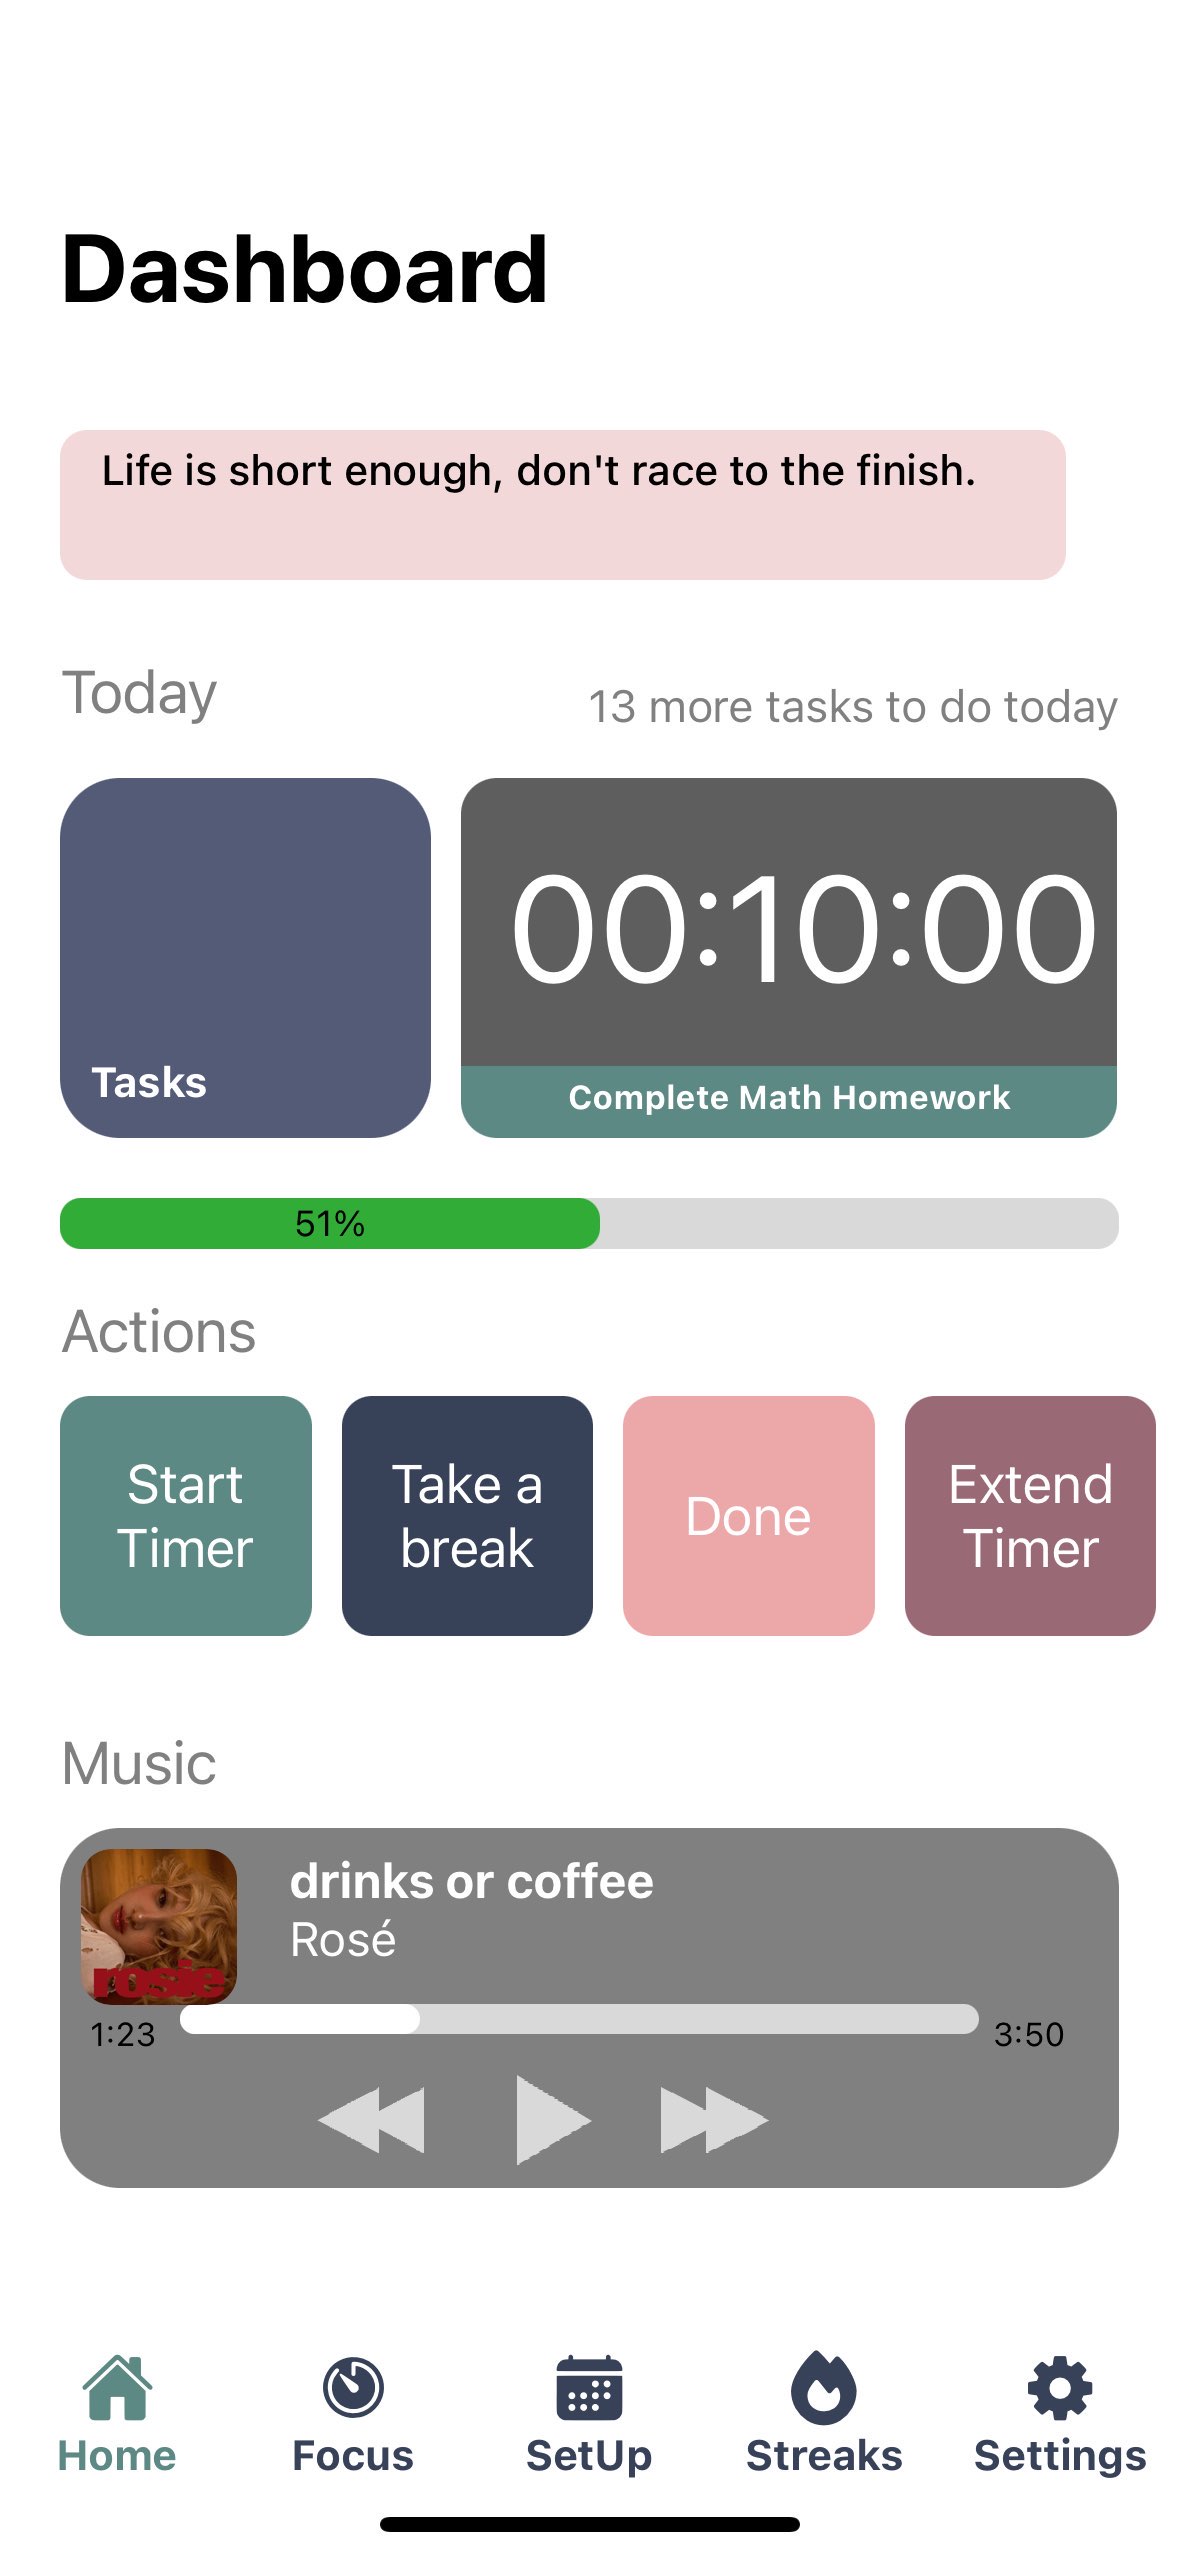 Dashboard
Life is short enough, don't race to the finish.
Today
13 more tasks to do today
Tasks
00:10:00
Complete Math Homework
51%
Actions
Start
Timer
Take a
break
Done
Extend
Timer
Music
drinks or coffee
Rosé
rosie
1:23
3:50
Home
Focus
SetUp
Streaks
Settings